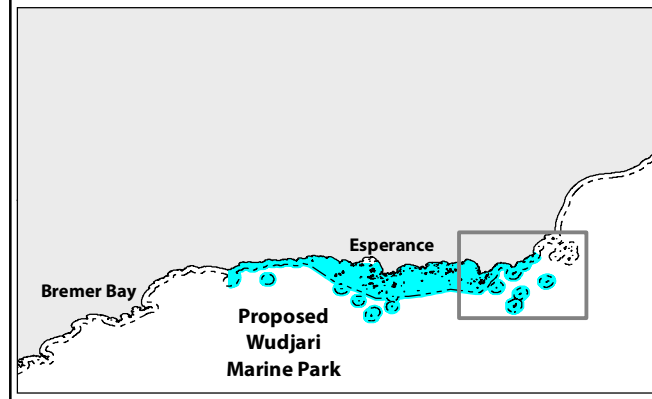 Esperance
Bremer Bay
Proposed
Wudjari
Marine Park